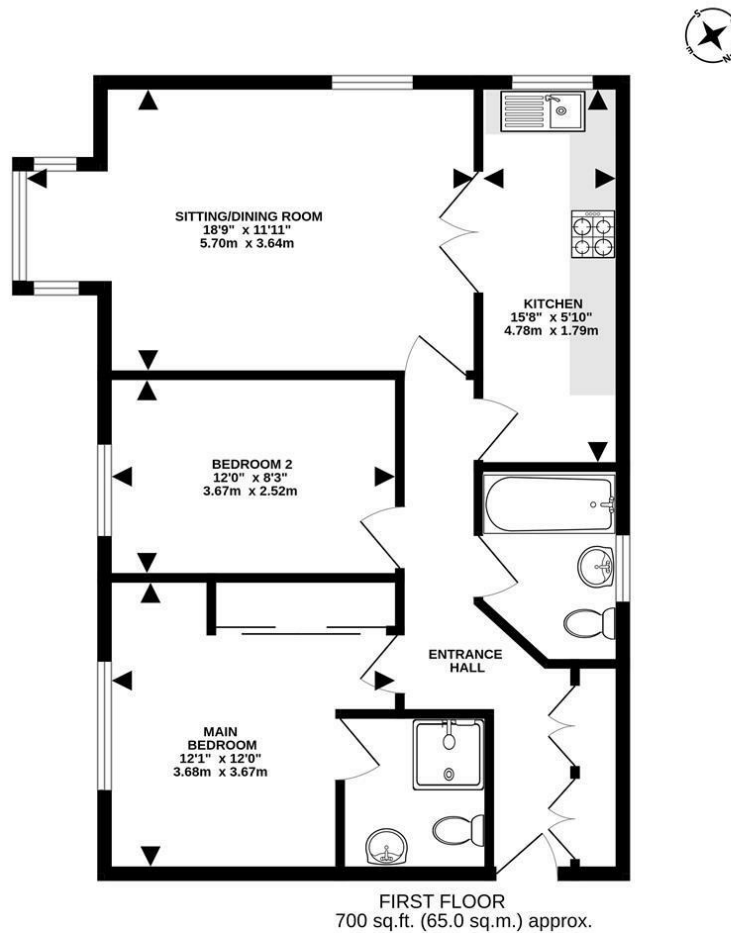 S
E
N
SITTING/DINING ROOM
18'9" x 11'11"
5.70m x 3.64m
KITCHEN
15'8" x 5'10"
4.78m x 1.79m
BEDROOM 2
12'0" x 8'3"
3.67m x 2.52m
ENTRANCE
HALL
MAIN
BEDROOM
12'1" x 12'0"
3.68m x 3.67m
FIRST FLOOR
700 sq.ft. (65.0 sq.m.) approx.